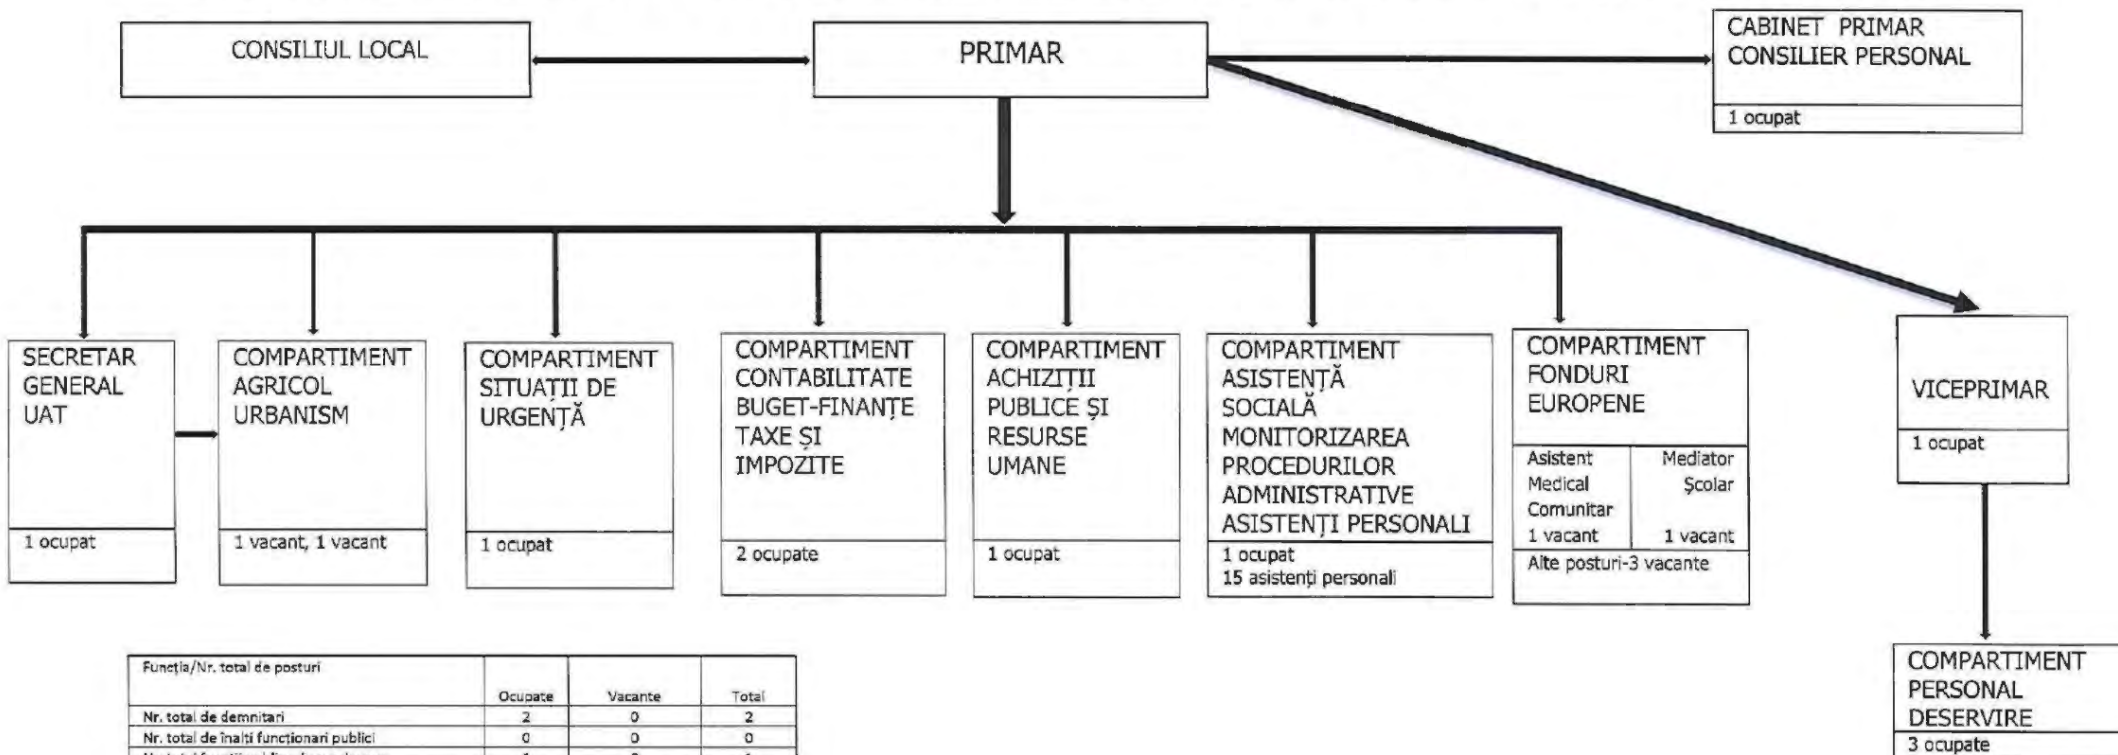 CONSILIUL LOCAL
PRIMAR
CABINET PRIMAR
CONSILIER PERSONAL
1 ocupat
SECRETAR
GENERAL
UAT
1 ocupat
COMPARTIMENT
AGRICOL
URBANISM
1 vacant, 1 vacant
COMPARTIMENT
SITUAȚII DE
URGENȚĂ
1 ocupat
COMPARTIMENT
CONTABILITATE
BUGET-FINANȚE
TAXE ȘI
IMPOZITE
2 ocupate
COMPARTIMENT
ACHIZIȚII
PUBLICE ȘI
RESURSE
UMANE
1 ocupat
COMPARTIMENT
ASISTENȚĂ
SOCIALĂ
MONITORIZAREA
PROCEDURILOR
ADMINISTRATIVE
ASISTENȚI PERSONALI
1 ocupat
15 asistenți personali
COMPARTIMENT
FONDURI
EUROPENE
Asistent
Medical
Comunitar
1 vacant
Mediator
Școlar
1 vacant
Alte posturi-3 vacante
VICEPRIMAR
1 ocupat
COMPARTIMENT
PERSONAL
DESERVIRE
3 ocupate
Funcția/Nr. total de posturi
Ocupate Vacante Total
Nr. total de demnitari 2 0 2
Nr. total de înalti funcționari publici 0 0 0